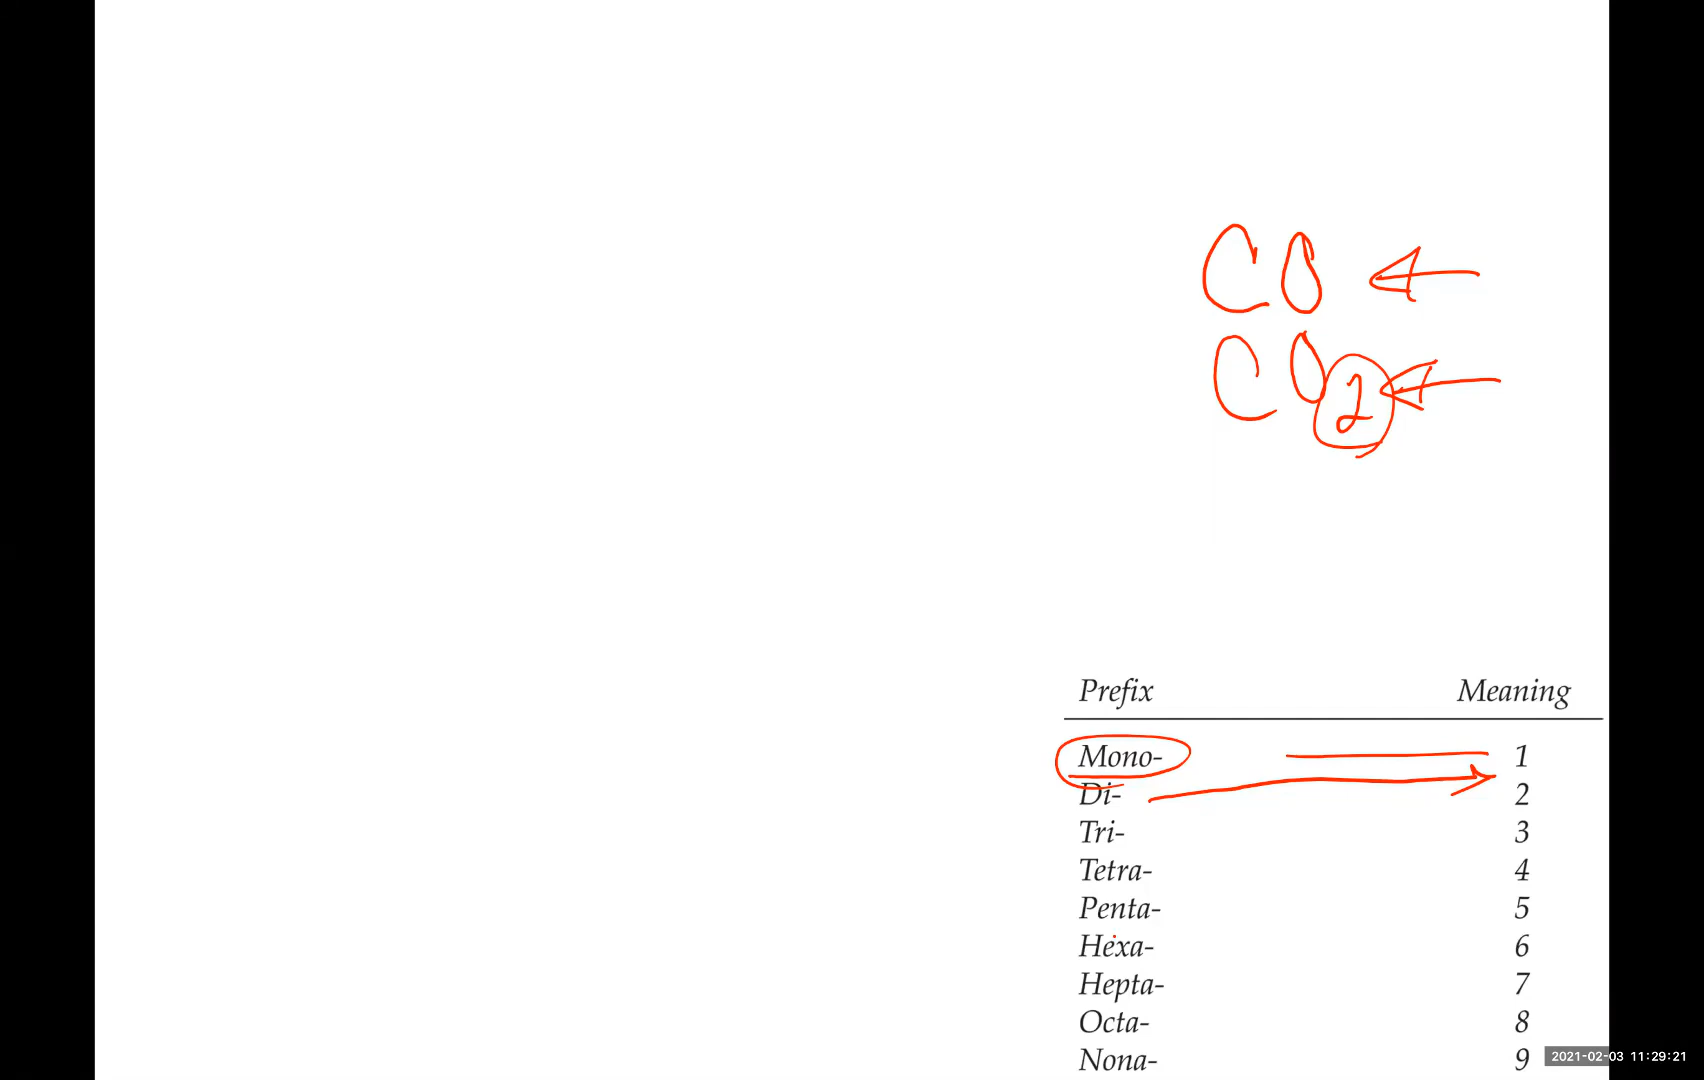 CO
CO2
Prefix Meaning
Mono- 1
Di- 2
Tri- 3
Tetra- 4
Penta- 5
Hexa- 6
Hepta- 7
Octa- 8
Nona- 9
2021-02-03 11:29:21